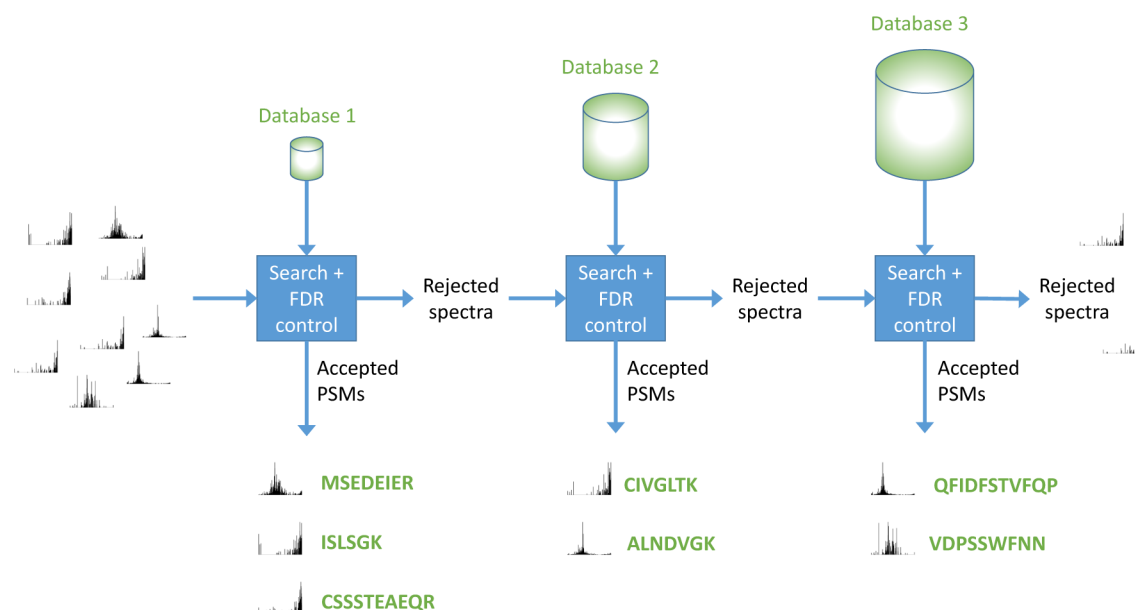 Database 3
Database 2
Database 1
Search +
FDR
control
Rejected
spectra
Search +
FDR
control
Rejected
spectra
Search +
FDR
control
Rejected
spectra
Accepted
PSMs
Accepted
PSMs
Accepted
PSMs
MSEDEIER
CIVGLTK
QFIDFSTVFQP
ISLSGK
ALNDVGK
VDPSSWFNN
CSSSTEAEQR